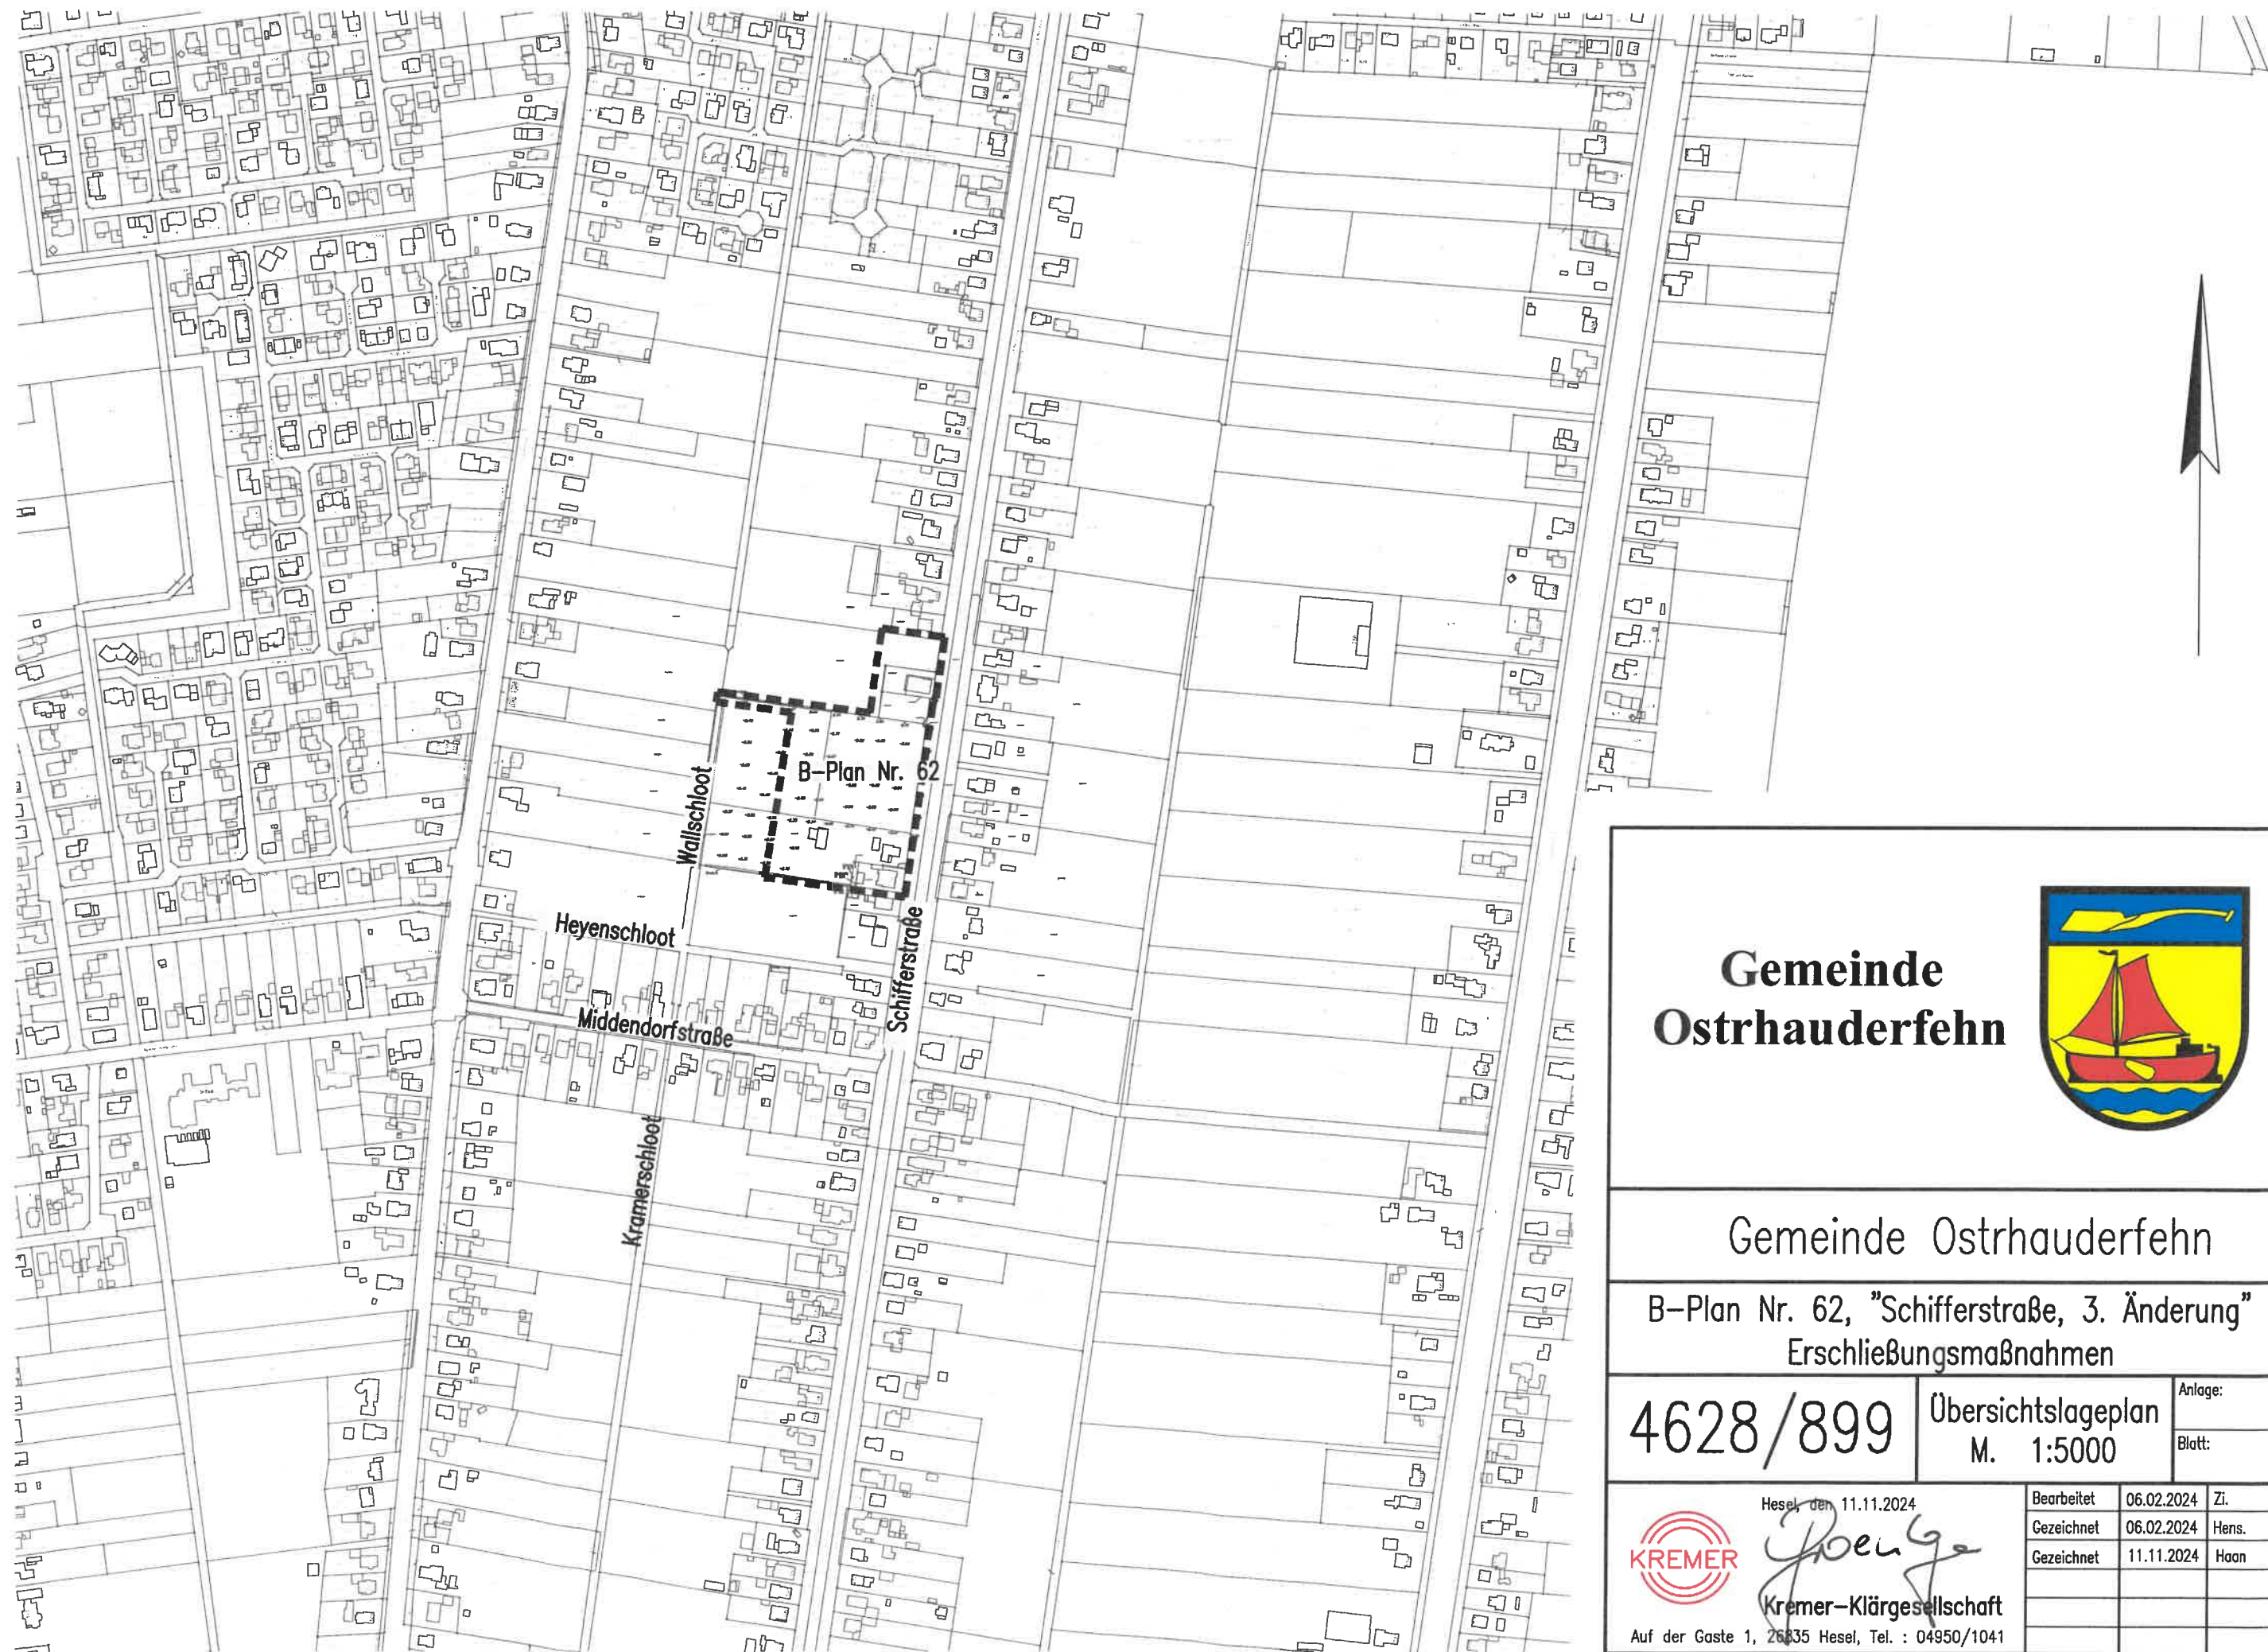 B-Plan Nr. 62
Wallschloot
Heyenschloot
Schifferstraße
Middendorfstraße
Kramerschloot
Gemeinde
Ostrhauderfehn
Gemeinde Ostrhauderfehn
B-Plan Nr. 62, "Schifferstraße, 3. Änderung"
Erschließungsmaßnahmen
4628/899
Übersichtslageplan
M. 1:5000
Anlage:
Blatt:
Hesel, den 11.11.2024
KREMER
Kremer-Klärgesellschaft
Auf der Gaste 1, 26835 Hesel, Tel. : 04950/1041
Bearbeitet 06.02.2024 Zi.
Gezeichnet 06.02.2024 Hens.
Gezeichnet 11.11.2024 Haan